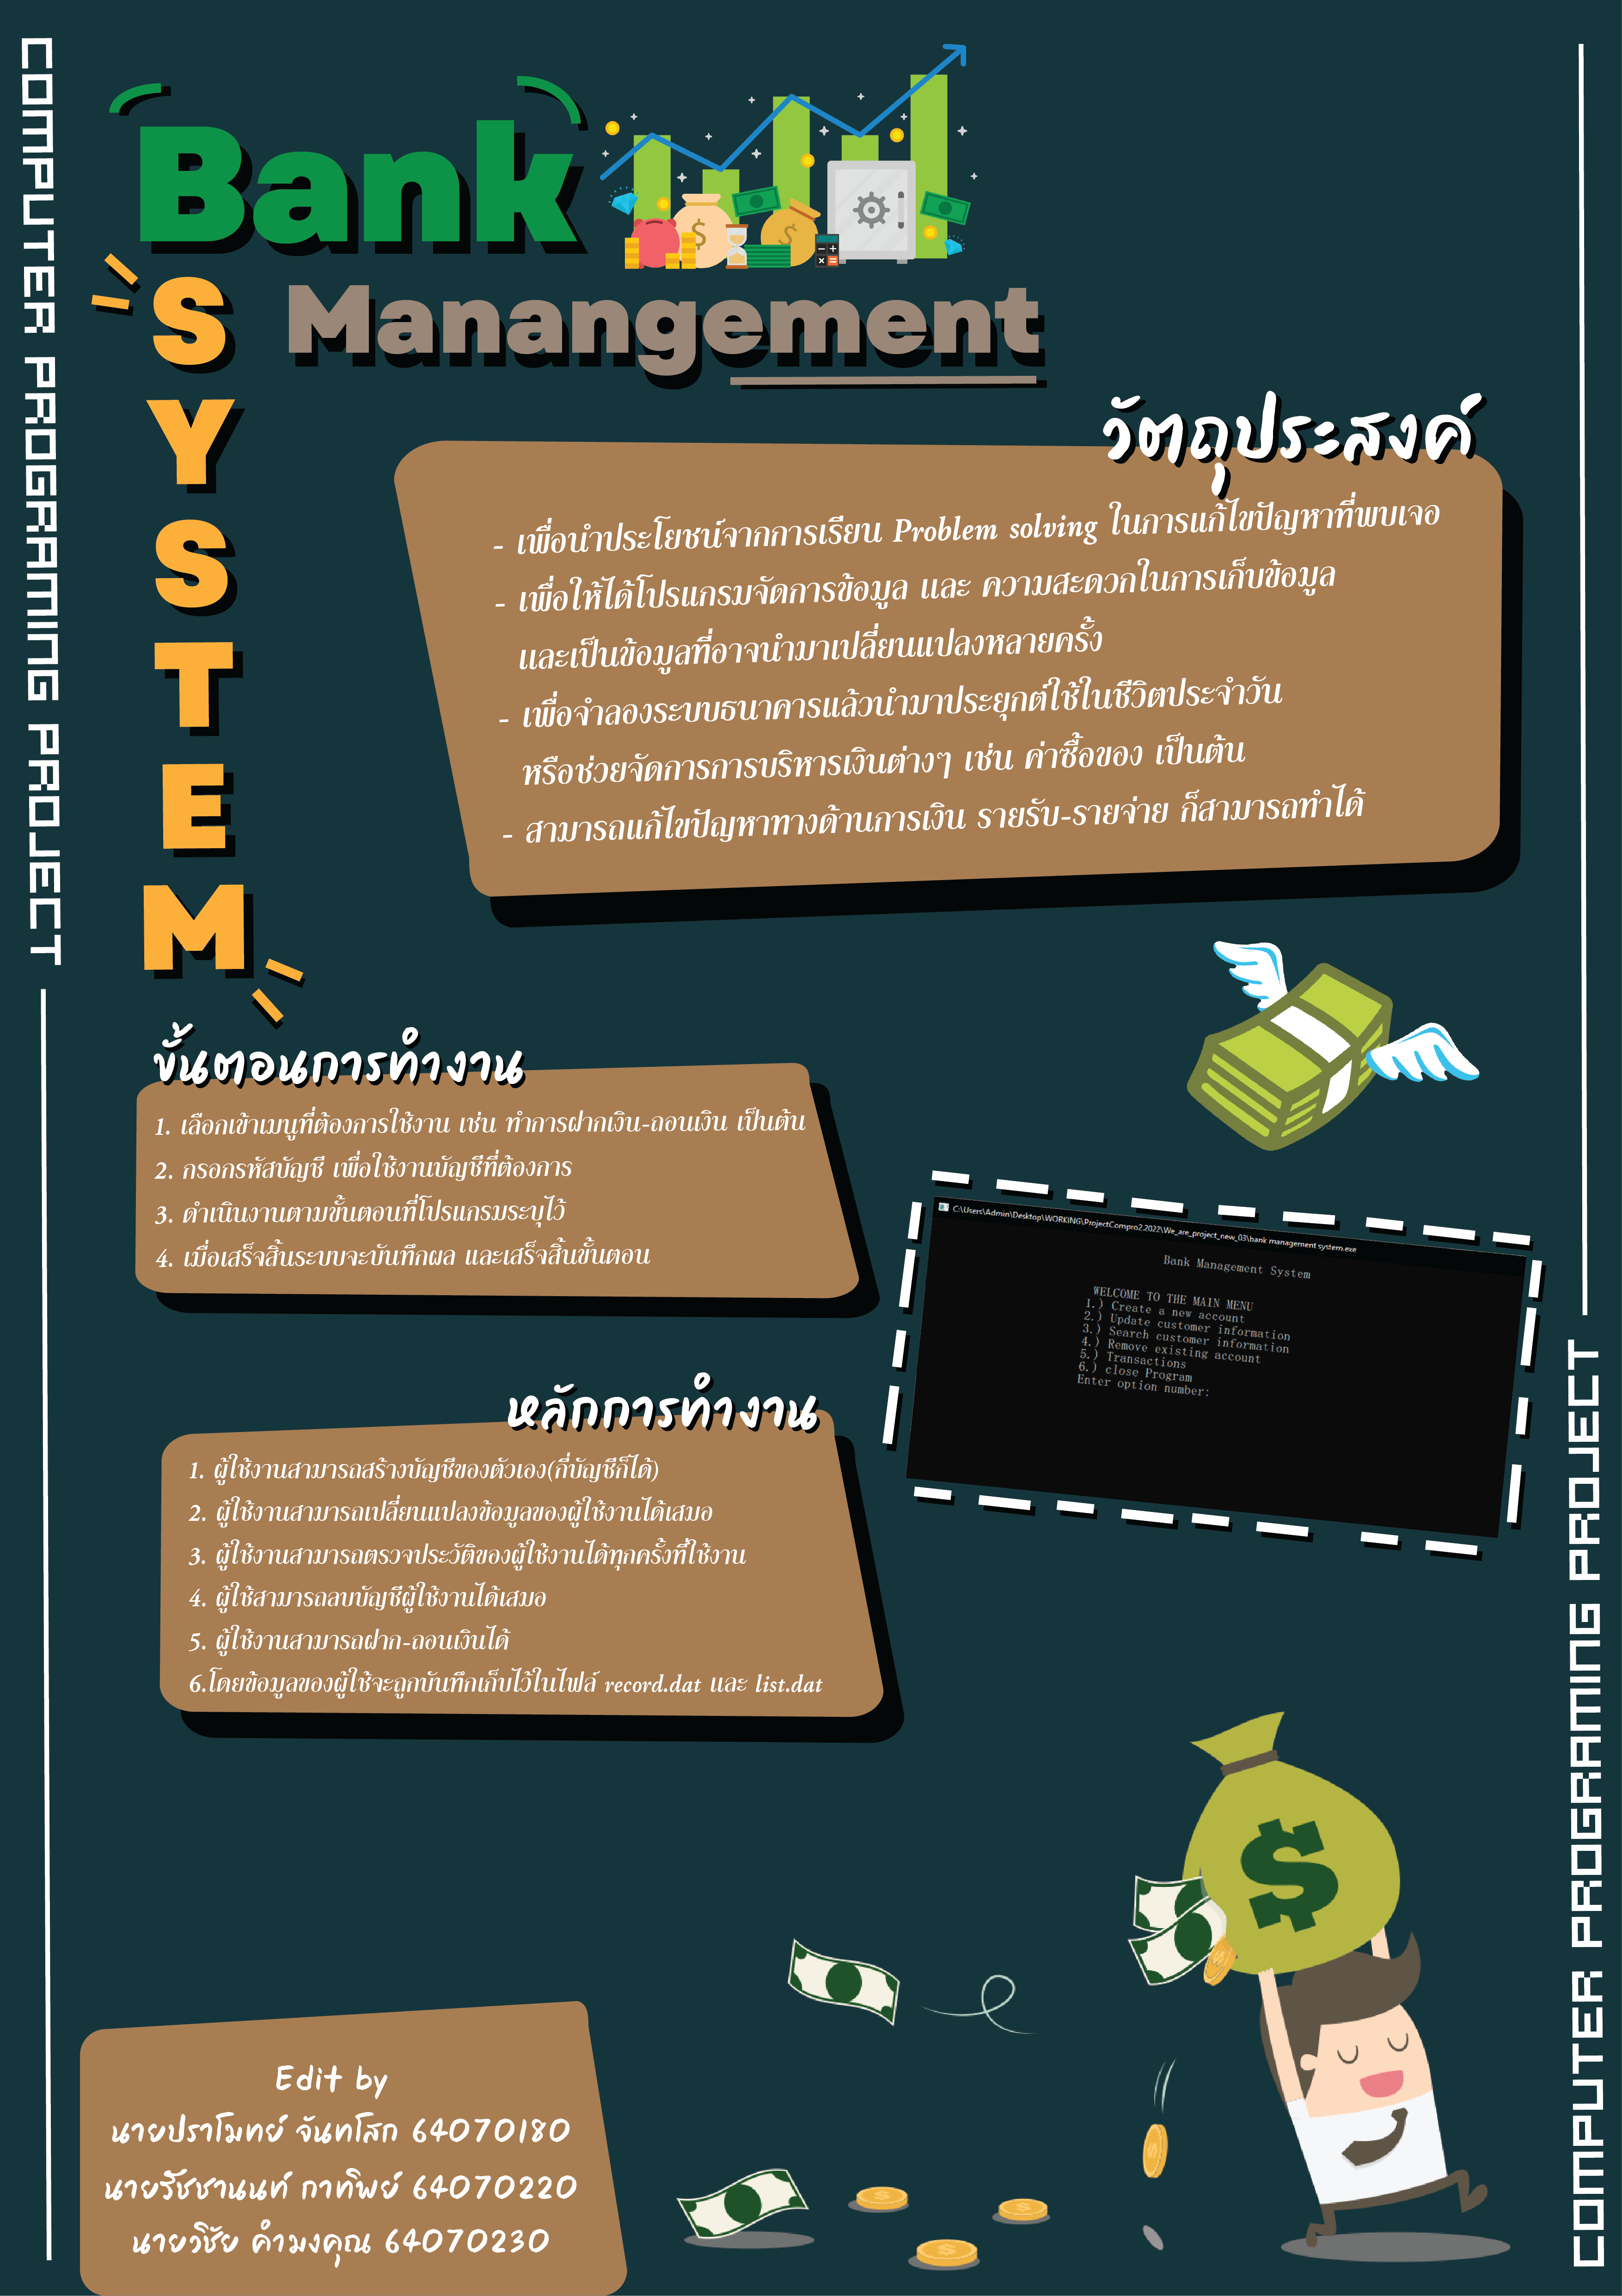 COMPUTER PROGRAMING PROJECT
Bank
Manangement
SYSTEM
วัตถุประสงค์
- เพื่อนำประโยชน์จากการเรียน Problem solving ในการแก้ไขปัญหาที่พบเจอ
- เพื่อให้ได้โปรแกรมจัดการข้อมูล และ ความสะดวกในการเก็บข้อมูล
และเป็นข้อมูลที่อาจนำมาเปลี่ยนแปลงหลายครั้ง
- เพื่อจำลองระบบธนาคารแล้วนำมาประยุกต์ใช้ในชีวิตประจำวัน
หรือช่วยจัดการการบริหารเงินต่างๆ เช่น ค่าซื้อของ เป็นต้น
- สามารถแก้ไขปัญหาทางด้านการเงิน รายรับ-รายจ่าย ก็สามารถทำได้
ขั้นตอนการทำงาน
1. เลือกเข้าเมนูที่ต้องการใช้งาน เช่น ทำการฝากเงิน-ถอนเงิน เป็นต้น
2. กรอกรหัสบัญชี เพื่อใช้งานบัญชีที่ต้องการ
3. ดำเนินงานตามขั้นตอนที่โปรแกรมระบุไว้
4. เมื่อเสร็จสิ้นระบบจะบันทึกผล และเสร็จสิ้นขั้นตอน
C:\Users\Admin\Desktop\WORKING\ProjectCompro2.2022\We_are_project_new_03\bank management system.exe
Bank Management System
WELCOME TO THE MAIN MENU
1.) Create a new account
2.) Update customer information
3.) Search customer information
4.) Remove existing account
5.) Transactions
6.) close Program
Enter option number:
หลักการทำงาน
1. ผู้ใช้งานสามารถสร้างบัญชีของตัวเอง(กี่บัญชีก็ได้)
2. ผู้ใช้งานสามารถเปลี่ยนแปลงข้อมูลของผู้ใช้งานได้เสมอ
3. ผู้ใช้งานสามารถตรวจประวัติของผู้ใช้งานได้ทุกครั้งที่ใช้งาน
4. ผู้ใช้สามารถลบบัญชีผู้ใช้งานได้เสมอ
5. ผู้ใช้งานสามารถฝาก-ถอนเงินได้
6.โดยข้อมูลของผู้ใช้จะถูกบันทึกเก็บไว้ในไฟล์ record.dat และ list.dat
Edit by
นายปราโมทย์ จันทโสก 64070180
นายรัชชานนท์ กาทิพย์ 64070220
นายวิชัย คำมงคุณ 64070230
COMPUTER PROGRAMING PROJECT